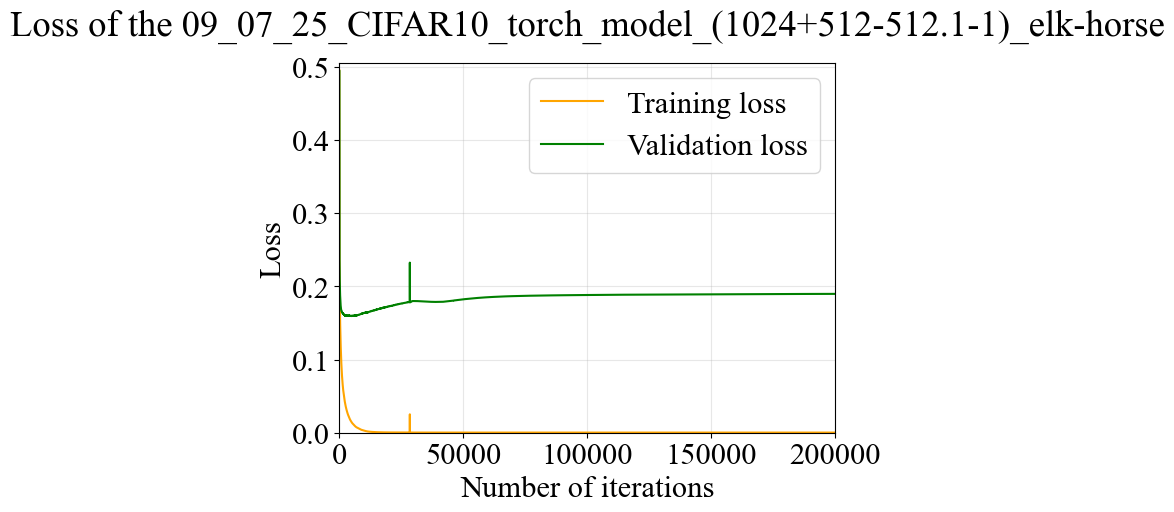 Loss of the 09_07_25_CIFAR10_torch_model_(1024+512-512.1-1)_elk-horse
0.5
Training loss
0.4
Validation loss
0.3
Loss
0.2
0.1
0.0
0 50000 100000 150000 200000
Number of iterations